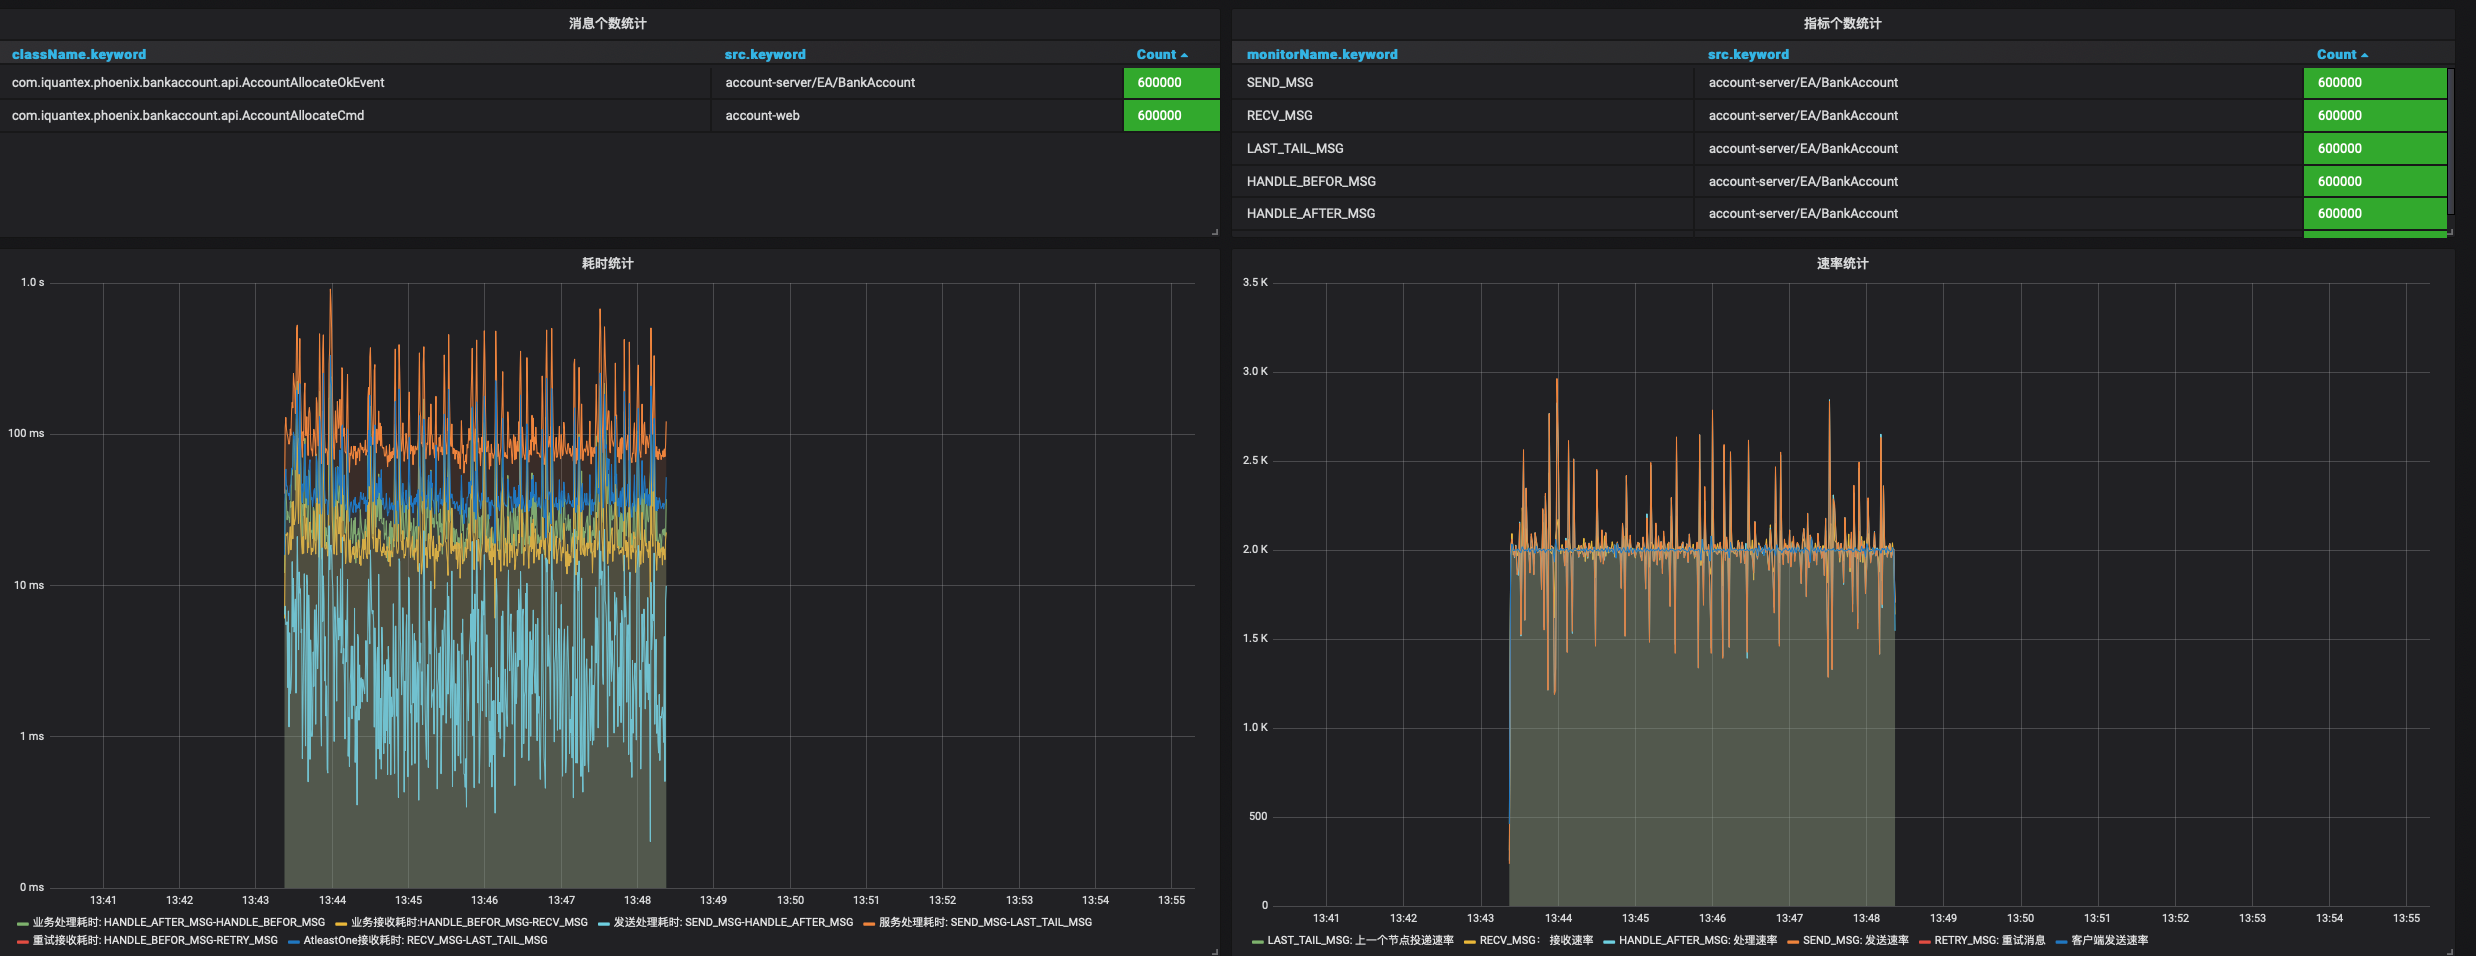 消息个数统计
className.keyword src.keyword Count
com.iquantex.phoenix.bankaccount.api.AccountAllocateOkEvent account-server/EA/BankAccount 600000
com.iquantex.phoenix.bankaccount.api.AccountAllocateCmd account-web 600000
指标个数统计
monitorName.keyword src.keyword Count
SEND_MSG account-server/EA/BankAccount 600000
RECV_MSG account-server/EA/BankAccount 600000
LAST_TAIL_MSG account-server/EA/BankAccount 600000
HANDLE_BEFOR_MSG account-server/EA/BankAccount 600000
HANDLE_AFTER_MSG account-server/EA/BankAccount 600000
耗时统计
1.0 s
100 ms
10 ms
1 ms
0 ms
13:41 13:42 13:43 13:44 13:45 13:46 13:47 13:48 13:49 13:50 13:51 13:52 13:53 13:54 13:55
业务处理耗时: HANDLE_AFTER_MSG-HANDLE_BEFOR_MSG 业务接收耗时:HANDLE_BEFOR_MSG-RECV_MSG 发送处理耗时: SEND_MSG-HANDLE_AFTER_MSG 服务处理耗时: SEND_MSG-LAST_TAIL_MSG
重试接收耗时: HANDLE_BEFOR_MSG-RETRY_MSG AtleastOne接收耗时: RECV_MSG-LAST_TAIL_MSG
速率统计
3.5 K
3.0 K
2.5 K
2.0 K
1.5 K
1.0 K
500
0
13:41 13:42 13:43 13:44 13:45 13:46 13:47 13:48 13:49 13:50 13:51 13:52 13:53 13:54 13:55
LAST_TAIL_MSG: 上一个节点投递速率 RECV_MSG： 接收速率 HANDLE_AFTER_MSG: 处理速率 SEND_MSG: 发送速率 RETRY_MSG: 重试消息 客户端发送速率